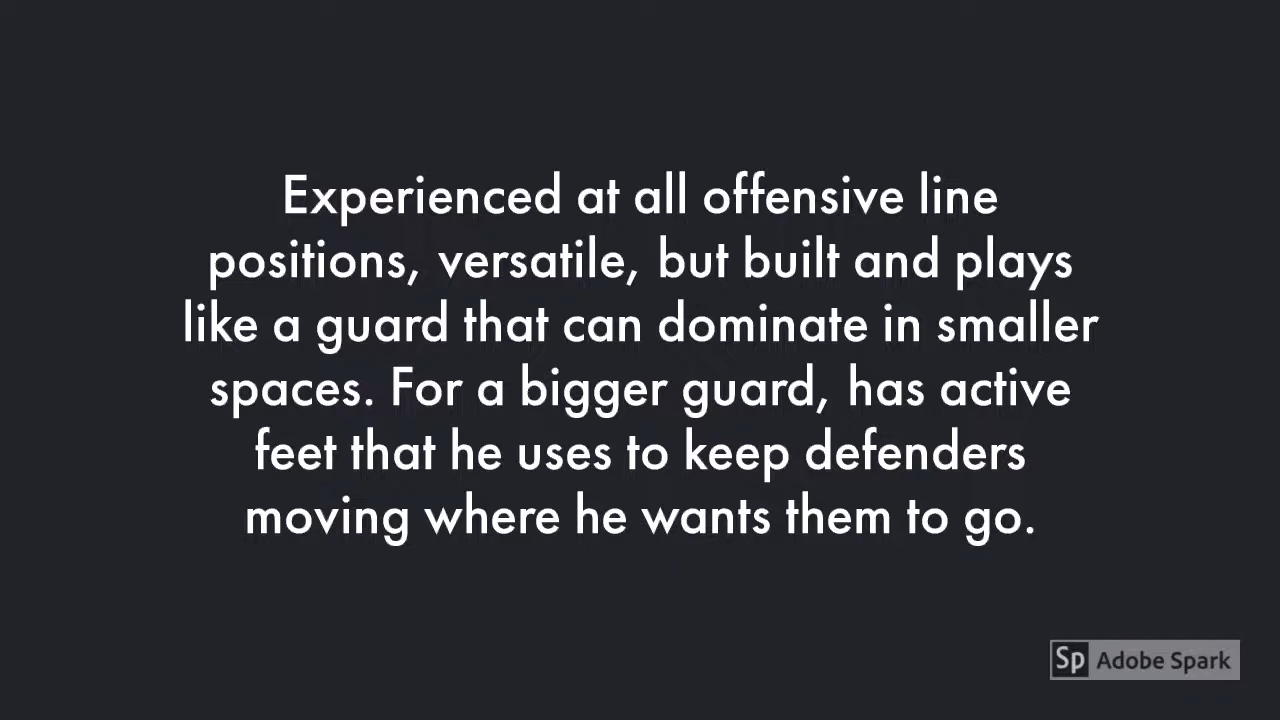 Experienced at all offensive line
positions, versatile, but built and plays
like a guard that can dominate in smaller
spaces. For a bigger guard, has active
feet that he uses to keep defenders
moving where he wants them to go.
Sp Adobe Spark